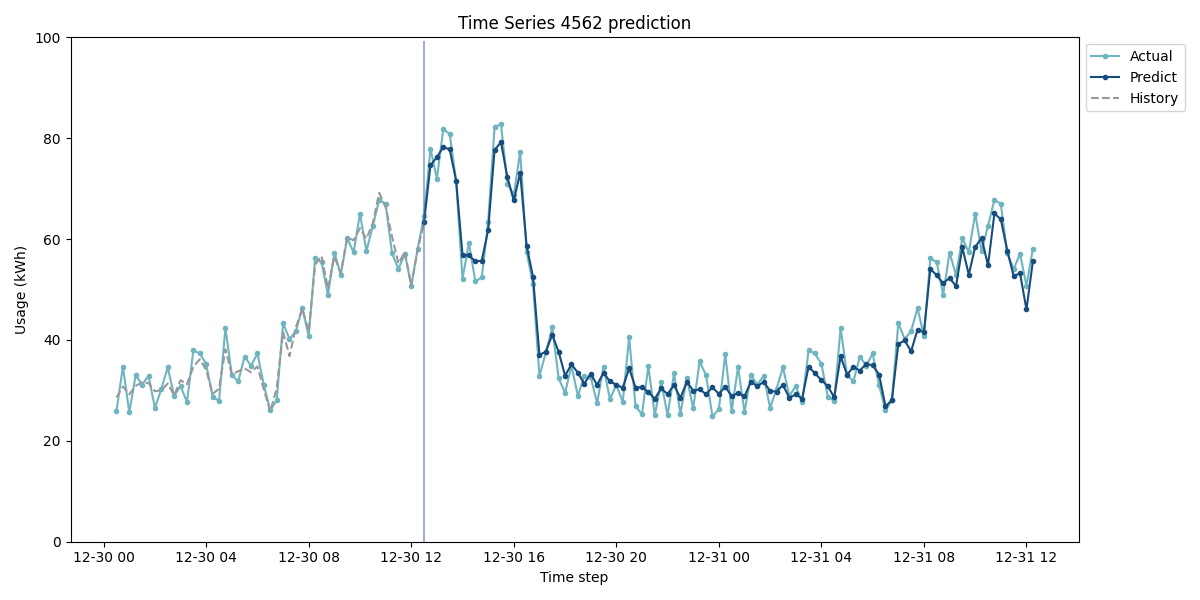 Time Series 4562 prediction
100
80
60
40
20
0
Usage (kWh)
12-30 00
12-30 04
12-30 08
12-30 12
12-30 16
12-30 20
12-31 00
12-31 04
12-31 08
12-31 12
Time step
Actual
Predict
History